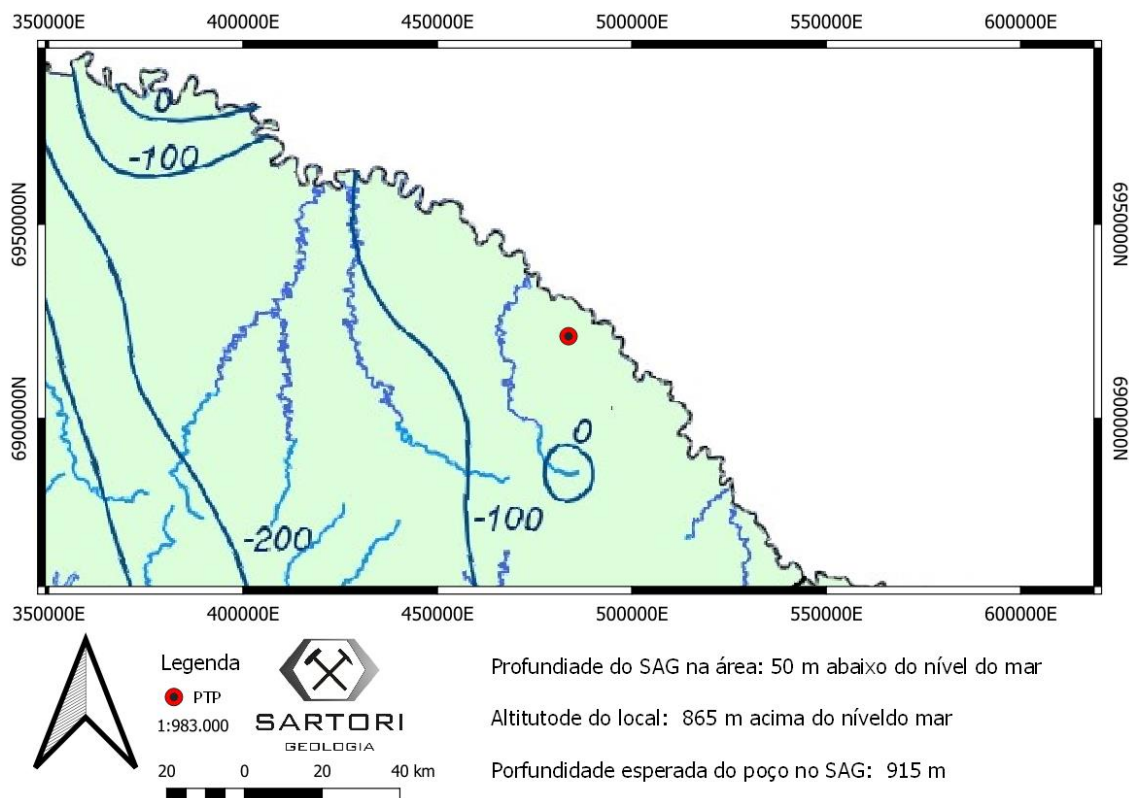 350000E 400000E 450000E 500000E 550000E 600000E
0
-100
6950000N
6950000N
6900000N
6900000N
0
-100
-200
350000E 400000E 450000E 500000E 550000E 600000E
Legenda
PTP
1:983.000
20 0 20 40 km
SARTORI
GEOLOGIA
Profundiade do SAG na área: 50 m abaixo do nível do mar
Altitutode do local: 865 m acima do níveldo mar
Porfundidade esperada do poço no SAG: 915 m